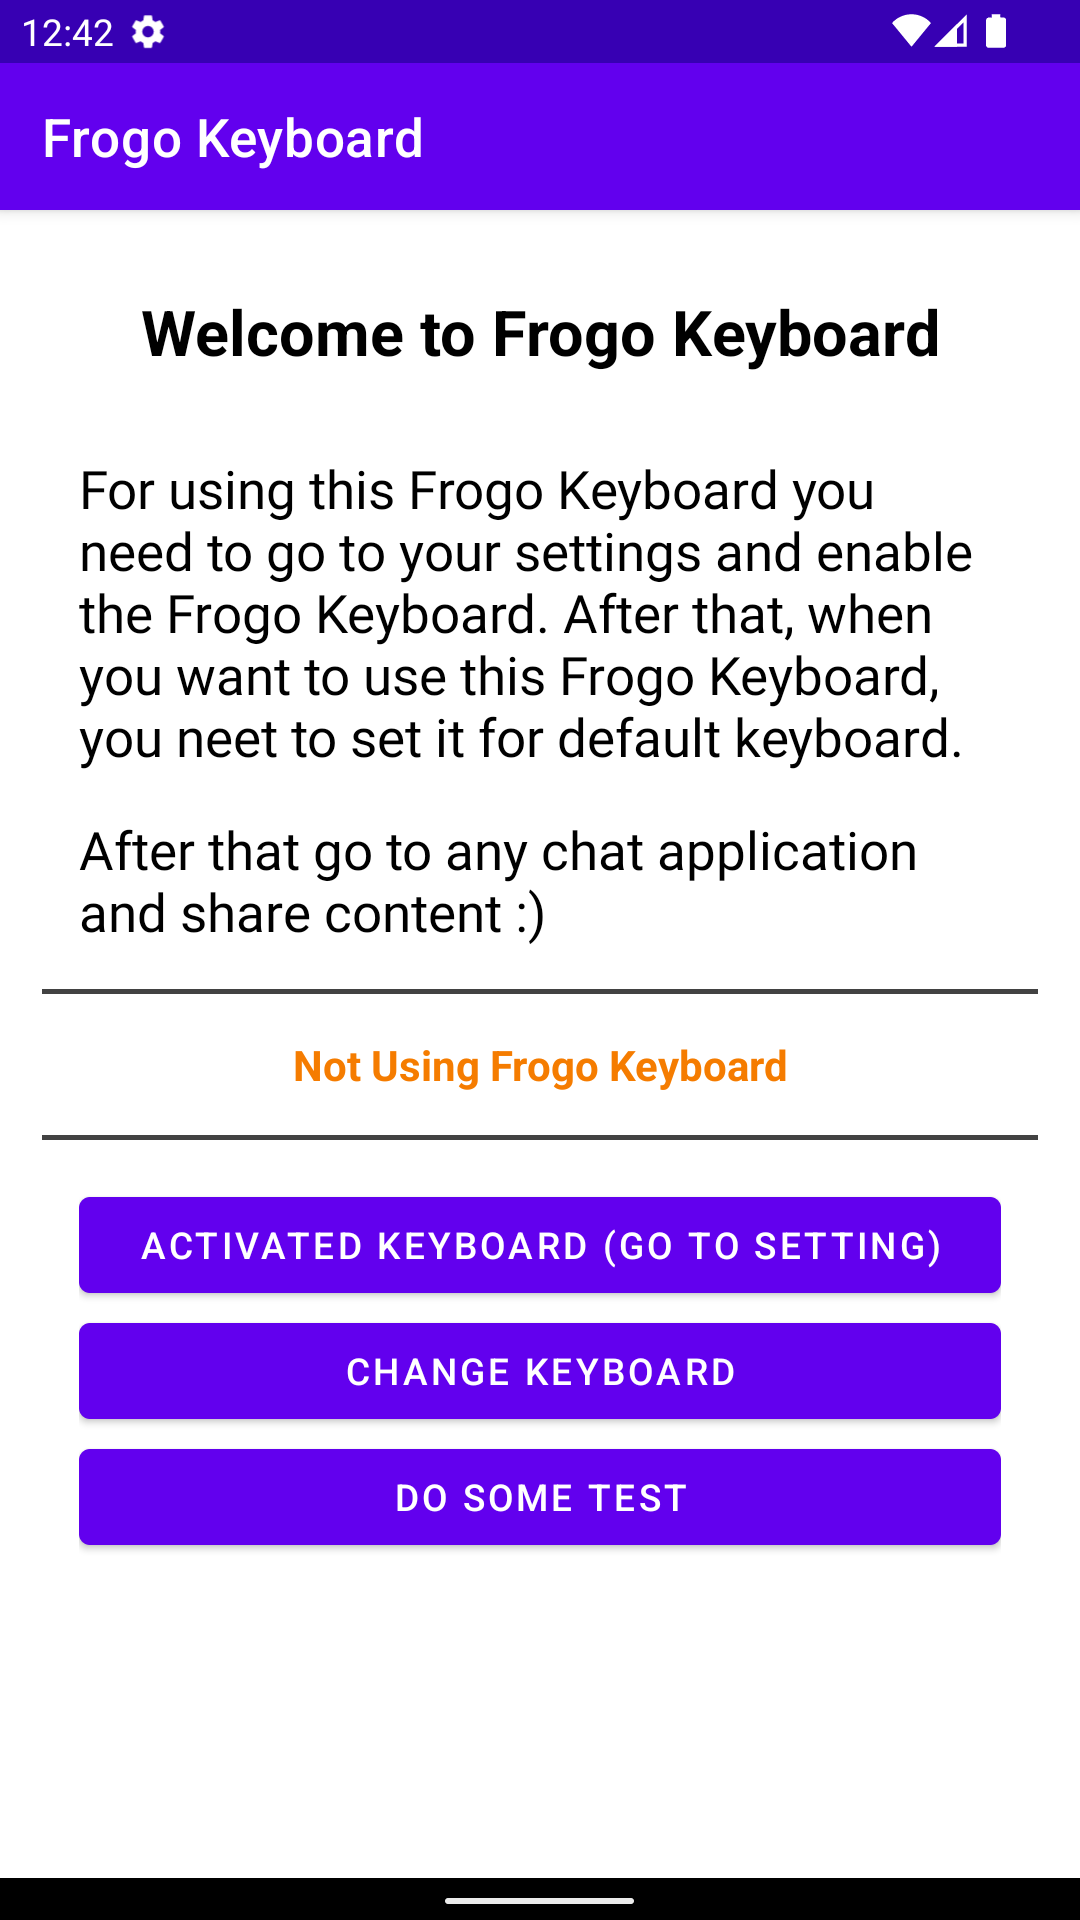 12:42
Frogo Keyboard
Welcome to Frogo Keyboard
For using this Frogo Keyboard you
need to go to your settings and enable
the Frogo Keyboard. After that, when
you want to use this Frogo Keyboard,
you neet to set it for default keyboard.
After that go to any chat application
and share content :)
Not Using Frogo Keyboard
ACTIVATED KEYBOARD (GO TO SETTING)
CHANGE KEYBOARD
DO SOME TEST